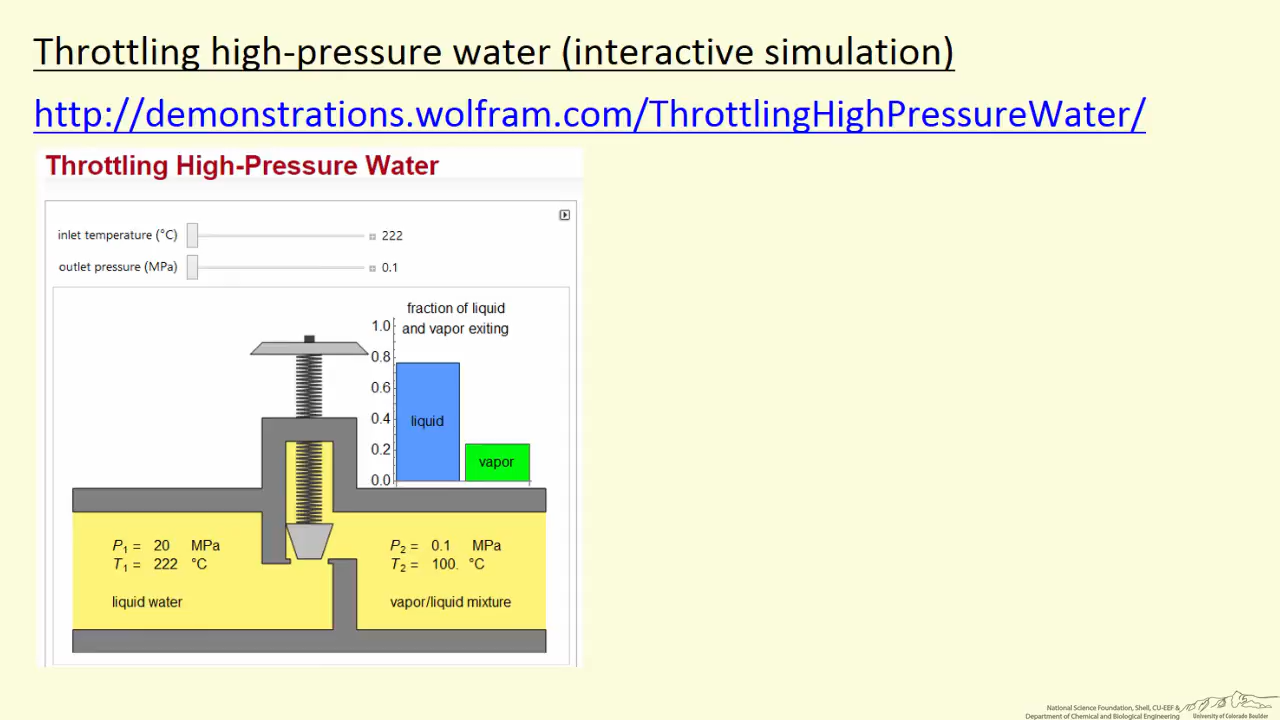 Throttling high-pressure water (interactive simulation)
http://demonstrations.wolfram.com/ThrottlingHighPressureWater/
Throttling High-Pressure Water
inlet temperature (°C) 222
outlet pressure (MPa) 0.1
fraction of liquid
and vapor exiting
1.0
0.8
0.6
0.4
0.2
0.0
liquid
vapor
P₁ = 20 MPa
T₁ = 222 °C
liquid water
P₂ = 0.1 MPa
T₂ = 100. °C
vapor/liquid mixture
National Science Foundation, Shell, CU-EEF &
Department of Chemical and Biological Engineering
University of Colorado Boulder